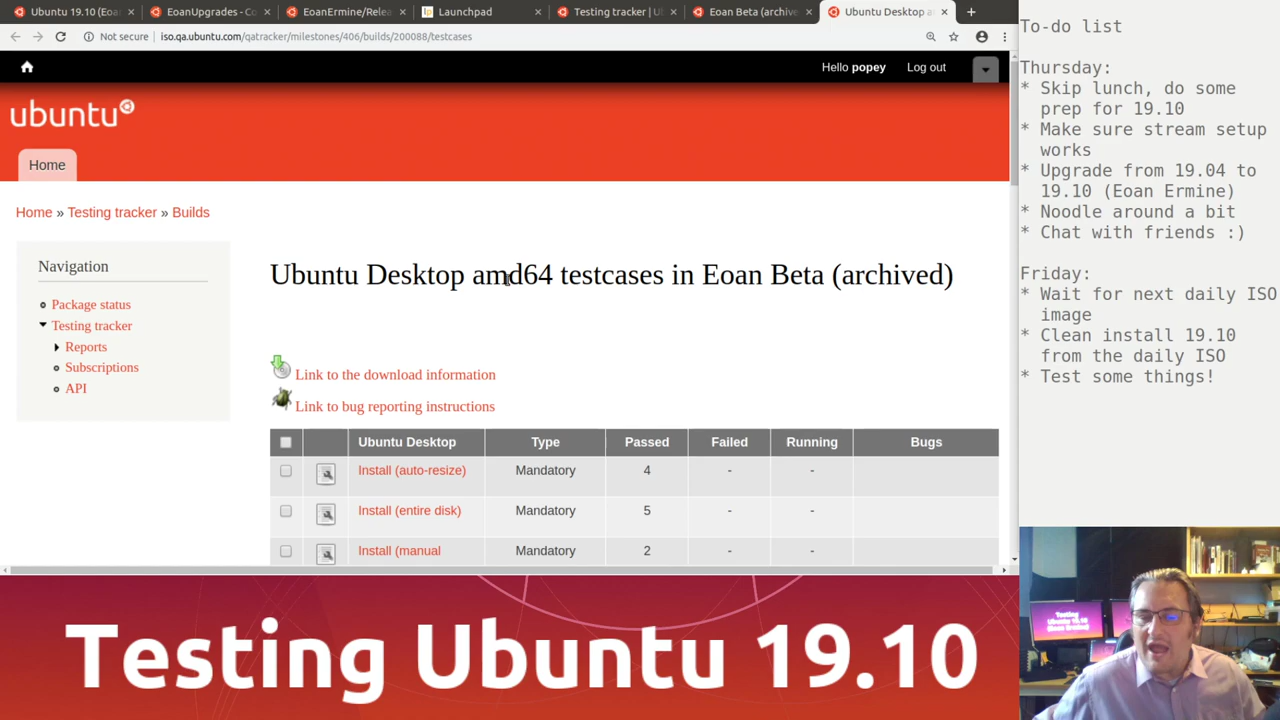 Ubuntu 19.10 (Eoa
EoanUpgrades - Co
EoanErmine/Rele
Launchpad
Testing tracker | Ub
Eoan Beta (archive
Ubuntu Desktop a
Not secure
iso.qa.ubuntu.com/qatracker/milestones/406/builds/200088/testcases
Hello popey
Log out
ubuntu
Home
Home » Testing tracker » Builds
Navigation
Package status
Testing tracker
Reports
Subscriptions
API
Ubuntu Desktop amd64 testcases in Eoan Beta (archived)
Link to the download information
Link to bug reporting instructions
Ubuntu Desktop Type Passed Failed Running Bugs
Install (auto-resize) Mandatory 4 - -
Install (entire disk) Mandatory 5 - -
Install (manual Mandatory 2 - -
To-do list
Thursday:
* Skip lunch, do some
prep for 19.10
* Make sure stream setup
works
* Upgrade from 19.04 to
19.10 (Eoan Ermine)
* Noodle around a bit
* Chat with friends :)
Friday:
* Wait for next daily ISO
image
* Clean install 19.10
from the daily ISO
* Test some things!
Testing Ubuntu 19.10
Testing
Ubuntu 19.10